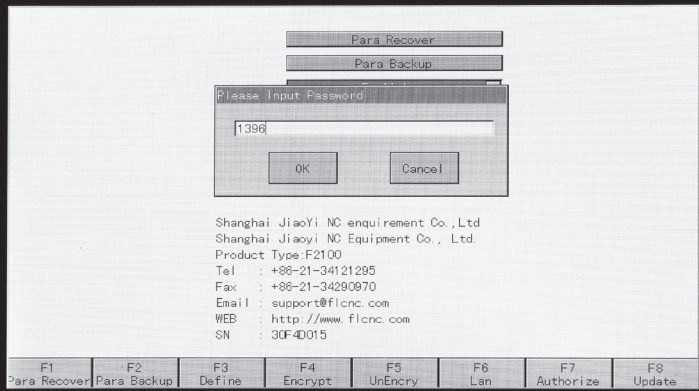 Para Recover
Para Backup
Please Input Password
1396
OK
Cancel
Shanghai JiaoYi NC enquirement Co.,Ltd
Shanghai Jiaoyi NC Equipment Co., Ltd.
Product Type:F2100
Tel : +86-21-34121295
Fax : +86-21-34290970
Email : support@flcnc.com
WEB : http://www.flcnc.com
SN : 30F4D015
F1 F2 F3 F4 F5 F6 F7 F8
Para Recover Para Backup Define Encrypt UnEncry Lan Authorize Update